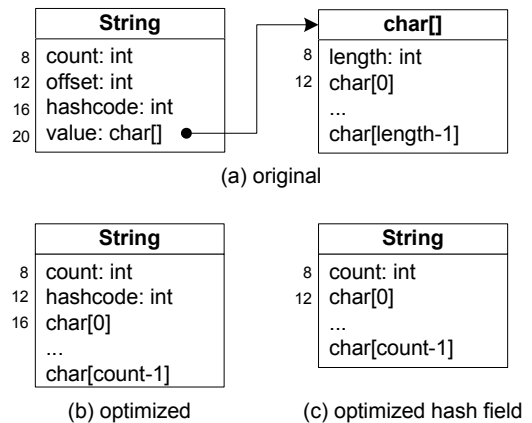 String
8 count: int
12 offset: int
16 hashcode: int
20 value: char[]
char[]
8 length: int
12 char[0]
...
char[length-1]
(a) original
String
8 count: int
12 hashcode: int
16 char[0]
...
char[count-1]
(b) optimized
String
8 count: int
12 char[0]
...
char[count-1]
(c) optimized hash field